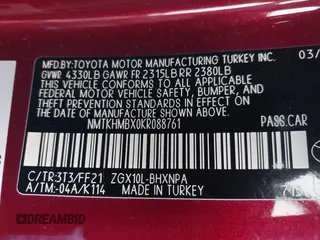 MFD BY:TOYOTA MOTOR MANUFACTURING TURKEY INC. 03/
GVWR 4330LB GAWR FR 2315LB RR 2380LB
THIS VEHICLE CONFORMS TO ALL APPLICABLE
FEDERAL MOTOR VEHICLE SAFETY, BUMPER, AND
THEFT PREVENTION STANDARDS IN EFFECT ON THE DATE
OF MANUFACTURE SHOWN ABOVE.
NMTKHMBX0KR088761 PASS.CAR
C/TR:3T3/FF21 ZGX10L-BHXNPA
A/TM:-04A/K114 MADE IN TURKEY
DREAMBID